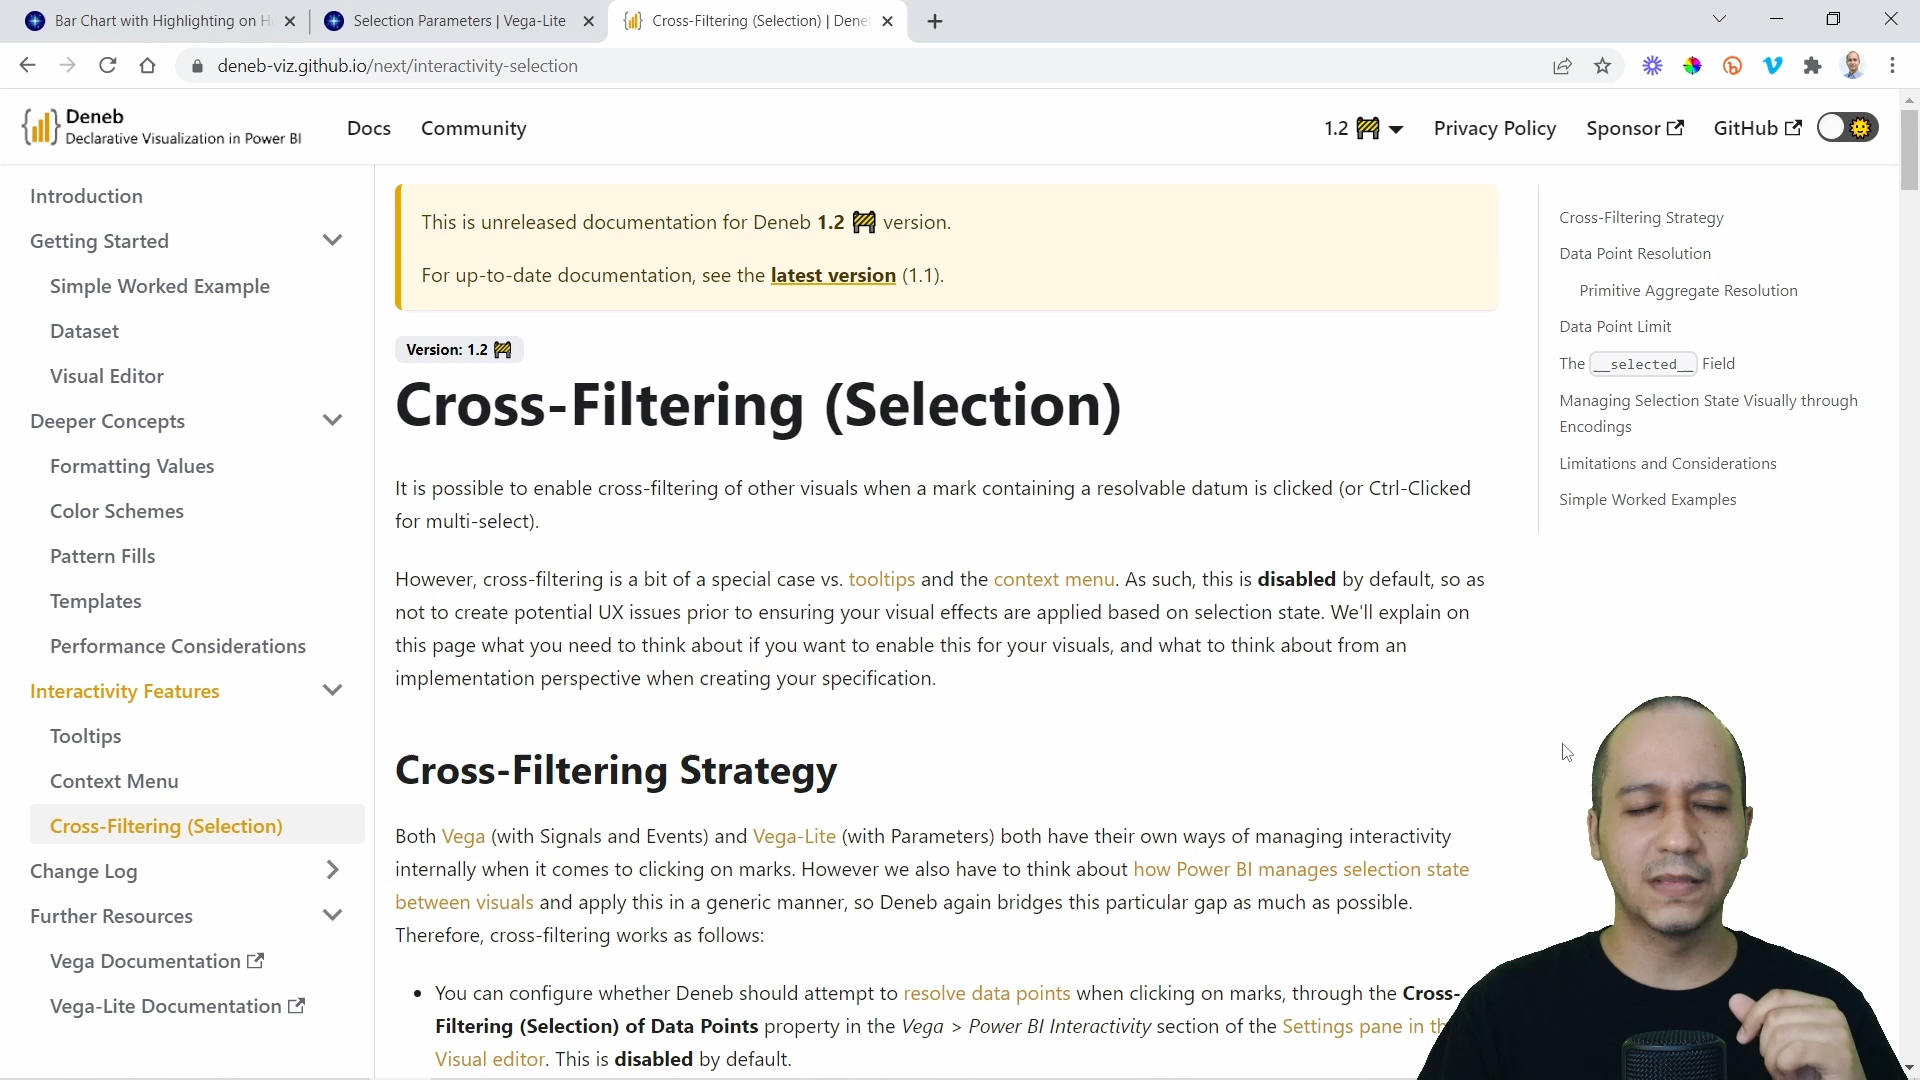 Bar Chart with Highlighting on H
Selection Parameters | Vega-Lite
Cross-Filtering (Selection) | Dene
deneb-viz.github.io/next/interactivity-selection
Deneb
Declarative Visualization in Power BI
Docs
Community
1.2
Privacy Policy
Sponsor
GitHub
Introduction
Getting Started
Simple Worked Example
Dataset
Visual Editor
Deeper Concepts
Formatting Values
Color Schemes
Pattern Fills
Templates
Performance Considerations
Interactivity Features
Tooltips
Context Menu
Cross-Filtering (Selection)
Change Log
Further Resources
Vega Documentation
Vega-Lite Documentation
This is unreleased documentation for Deneb 1.2 🚧 version.
For up-to-date documentation, see the latest version (1.1).
Version: 1.2 🚧
Cross-Filtering (Selection)
It is possible to enable cross-filtering of other visuals when a mark containing a resolvable datum is clicked (or Ctrl-Clicked
for multi-select).
However, cross-filtering is a bit of a special case vs. tooltips and the context menu. As such, this is disabled by default, so as
not to create potential UX issues prior to ensuring your visual effects are applied based on selection state. We'll explain on
this page what you need to think about if you want to enable this for your visuals, and what to think about from an
implementation perspective when creating your specification.
Cross-Filtering Strategy
Both Vega (with Signals and Events) and Vega-Lite (with Parameters) both have their own ways of managing interactivity
internally when it comes to clicking on marks. However we also have to think about how Power BI manages selection state
between visuals and apply this in a generic manner, so Deneb again bridges this particular gap as much as possible.
Therefore, cross-filtering works as follows:
• You can configure whether Deneb should attempt to resolve data points when clicking on marks, through the Cross-
Filtering (Selection) of Data Points property in the Vega > Power BI Interactivity section of the Settings pane in th
Visual editor. This is disabled by default.
Cross-Filtering Strategy
Data Point Resolution
Primitive Aggregate Resolution
Data Point Limit
The __selected__ Field
Managing Selection State Visually through
Encodings
Limitations and Considerations
Simple Worked Examples